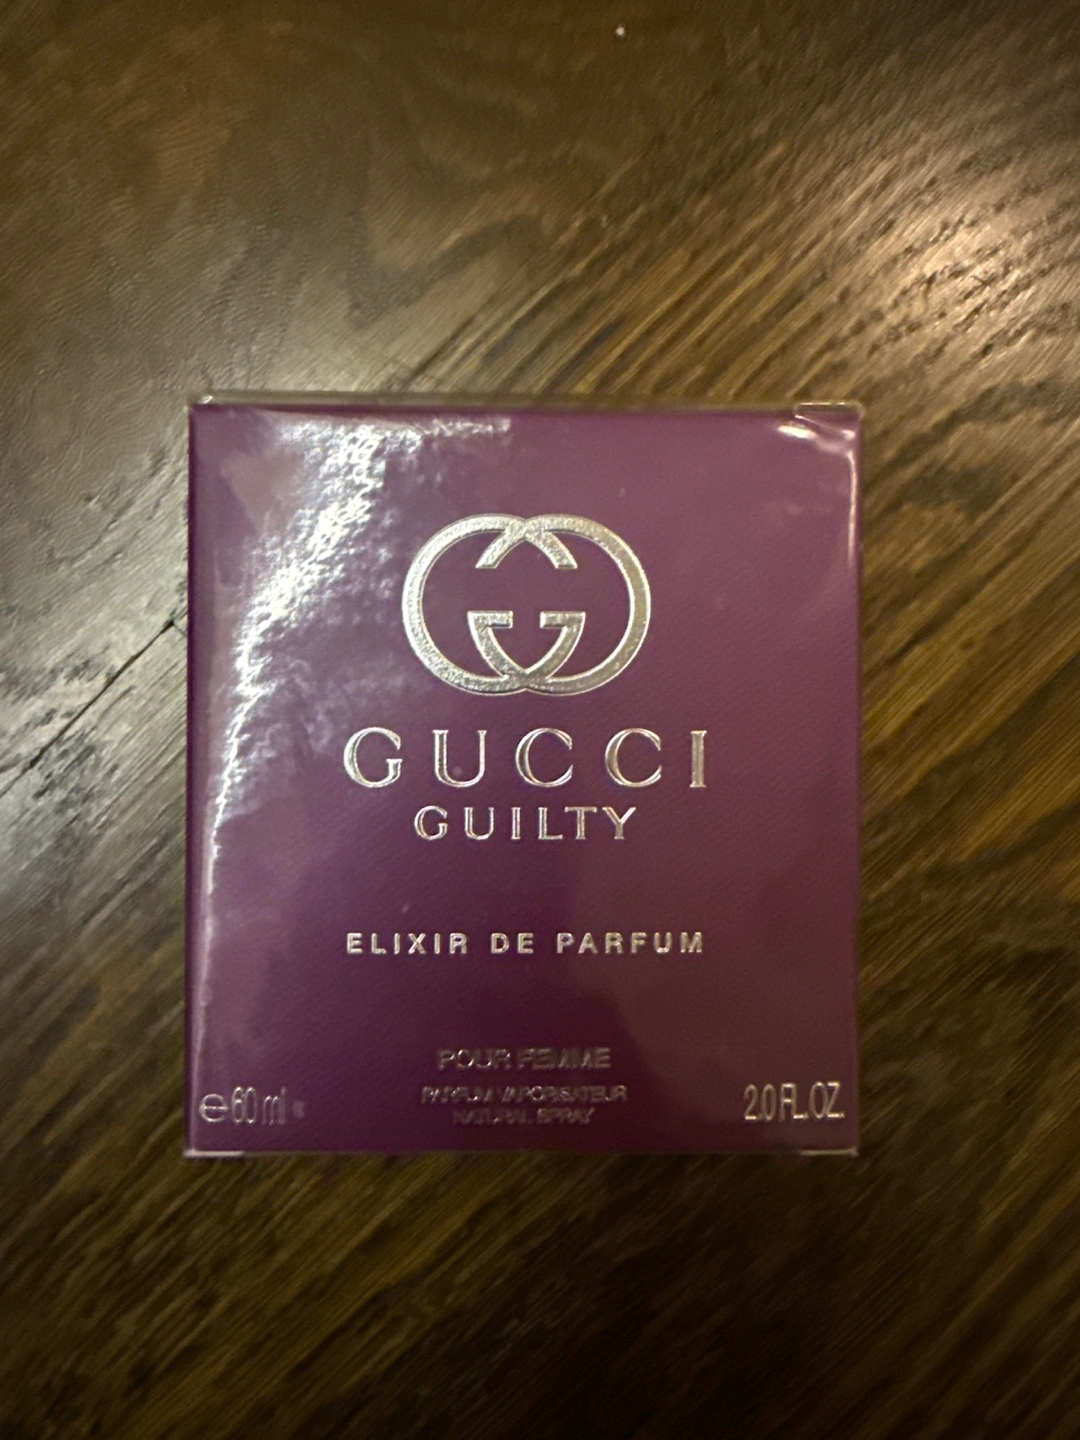 GUCCI
GUILTY
ELIXIR DE PARFUM
POUR FEMME
PARFUM VAPORISATEUR
NATURAL SPRAY
℮60 ml
2.0 FL.OZ.